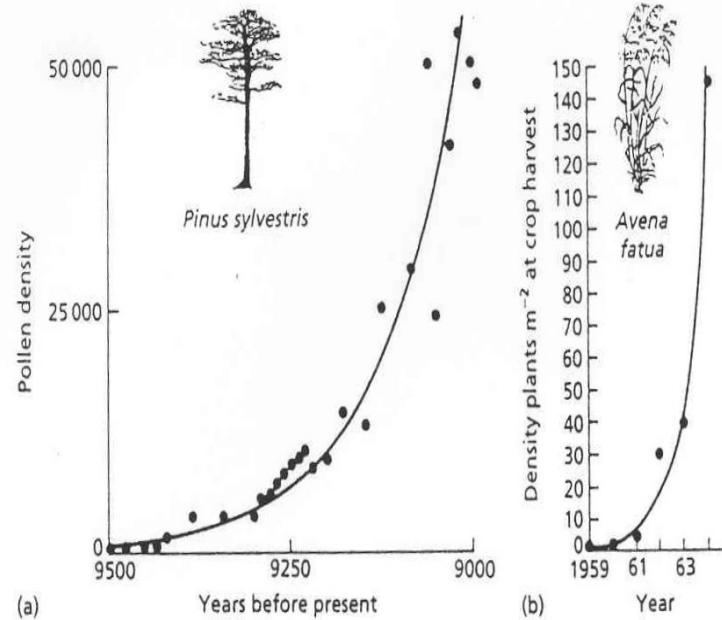 50 000
25 000
0
9500
9250
9000
Pollen density
Years before present
Pinus sylvestris
(a)
150
140
130
120
110
100
90
80
70
60
50
40
30
20
10
0
1959
61
63
Density plants m⁻² at crop harvest
Year
Avena
fatua
(b)